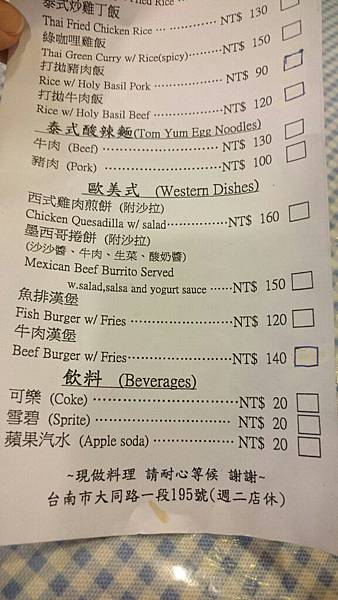 Fried Rice
泰式炒雞丁飯
Thai Fried Chicken Rice ⋯⋯⋯⋯NT$ 130
綠咖哩雞飯
Thai Green Curry w/ Rice(spicy)⋯⋯NT$ 150
打拋豬肉飯
Rice w/ Holy Basil Pork ⋯⋯⋯⋯NT$ 90
打拋牛肉飯
Rice w/ Holy Basil Beef ⋯⋯⋯⋯NT$ 120
泰式酸辣麵(Tom Yum Egg Noodles)
牛肉 (Beef) ⋯⋯⋯⋯⋯⋯ NT$ 130
豬肉 (Pork) ⋯⋯⋯⋯⋯⋯ NT$ 100
歐美式 (Western Dishes)
西式雞肉煎餅 (附沙拉)
Chicken Quesadilla w/ salad⋯⋯⋯⋯NT$ 160
墨西哥捲餅 (附沙拉)
(沙沙醬、牛肉、生菜、酸奶醬)
Mexican Beef Burrito Served
w.salad,salsa and yogurt sauce ⋯⋯NT$ 150
魚排漢堡
Fish Burger w/ Fries ⋯⋯⋯⋯⋯⋯NT$ 120
牛肉漢堡
Beef Burger w/ Fries⋯⋯⋯⋯⋯⋯NT$ 140
飲料 (Beverages)
可樂 (Coke) ⋯⋯⋯⋯⋯⋯⋯⋯NT$ 20
雪碧 (Sprite) ⋯⋯⋯⋯⋯⋯⋯⋯ NT$ 20
蘋果汽水 (Apple soda) ⋯⋯⋯⋯⋯⋯NT$ 20
~現做料理 請耐心等候 謝謝~
台南市大同路一段195號(週二店休)